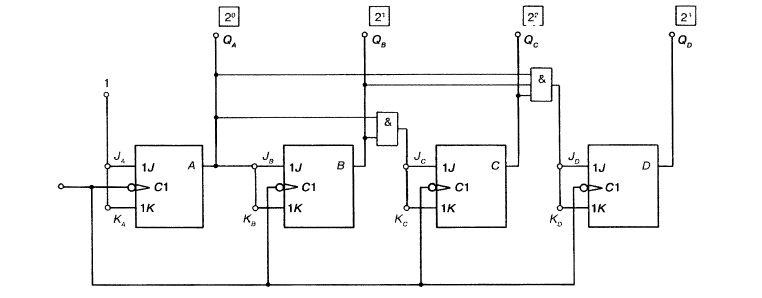 2⁰ 2¹ 2² 2³
Q_A Q_B Q_C Q_D
&
1 &
J_A 1J A J_B 1J B J_C 1J C J_D 1J D
C1 C1 C1 C1
K_A 1K K_B 1K K_C 1K K_D 1K